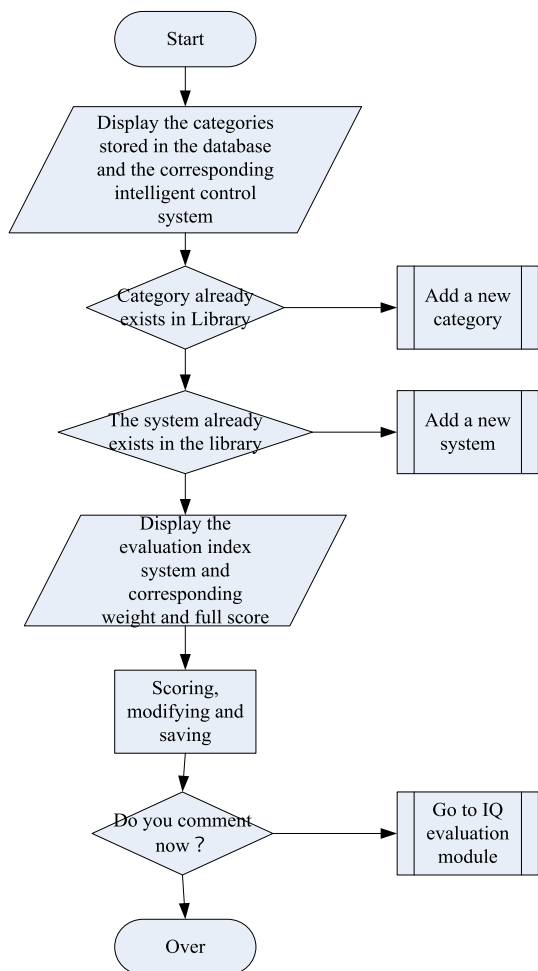 Start
Display the categories
stored in the database
and the corresponding
intelligent control
system
Category already
exists in Library
Add a new
category
The system already
exists in the library
Add a new
system
Display the
evaluation index
system and
corresponding
weight and full score
Scoring,
modifying and
saving
Do you comment
now？
Go to IQ
evaluation
module
Over